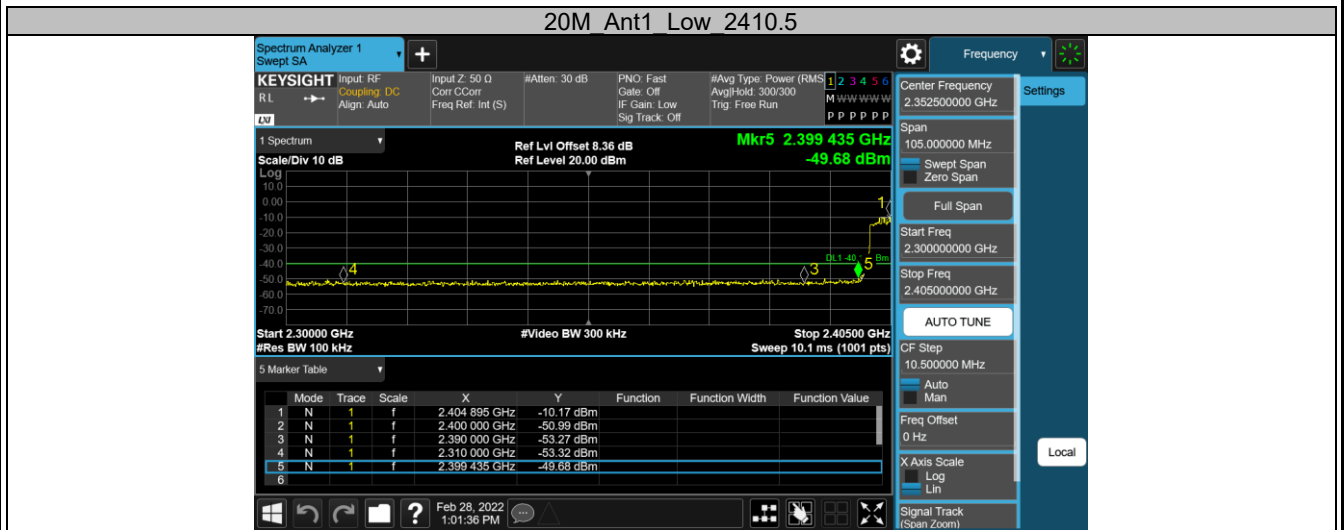 20M_Ant1_Low_2410.5
Spectrum Analyzer 1
Swept SA
+
Frequency
KEYSIGHT
RL
LXI
Input: RF
Coupling: DC
Align: Auto
Input Z: 50 Ω
Corr CCorr
Freq Ref: Int (S)
#Atten: 30 dB
PNO: Fast
Gate: Off
IF Gain: Low
Sig Track: Off
#Avg Type: Power (RMS
Avg|Hold: 300/300
Trig: Free Run
1 2 3 4 5 6
M W W W W W
P P P P P P
1 Spectrum
Scale/Div 10 dB
Ref Lvl Offset 8.36 dB
Ref Level 20.00 dBm
Mkr5 2.399 435 GHz
-49.68 dBm
Log
10.0
0.00
-10.0
-20.0
-30.0
-40.0
-50.0
-60.0
-70.0
1
4
3
5
Start 2.30000 GHz
#Res BW 100 kHz
#Video BW 300 kHz
Stop 2.40500 GHz
Sweep 10.1 ms (1001 pts)
5 Marker Table
Mode Trace Scale X Y Function Function Width Function Value
1 N 1 f 2.404 895 GHz -10.17 dBm
2 N 1 f 2.400 000 GHz -50.99 dBm
3 N 1 f 2.390 000 GHz -53.27 dBm
4 N 1 f 2.310 000 GHz -53.32 dBm
5 N 1 f 2.399 435 GHz -49.68 dBm
6
?
Feb 28, 2022
1:01:36 PM
Center Frequency
2.352500000 GHz
Settings
Span
105.000000 MHz
Swept Span
Zero Span
Full Span
Start Freq
2.300000000 GHz
Stop Freq
2.405000000 GHz
AUTO TUNE
CF Step
10.500000 MHz
Auto
Man
Freq Offset
0 Hz
X Axis Scale
Log
Lin
Local
Signal Track
(Span Zoom)